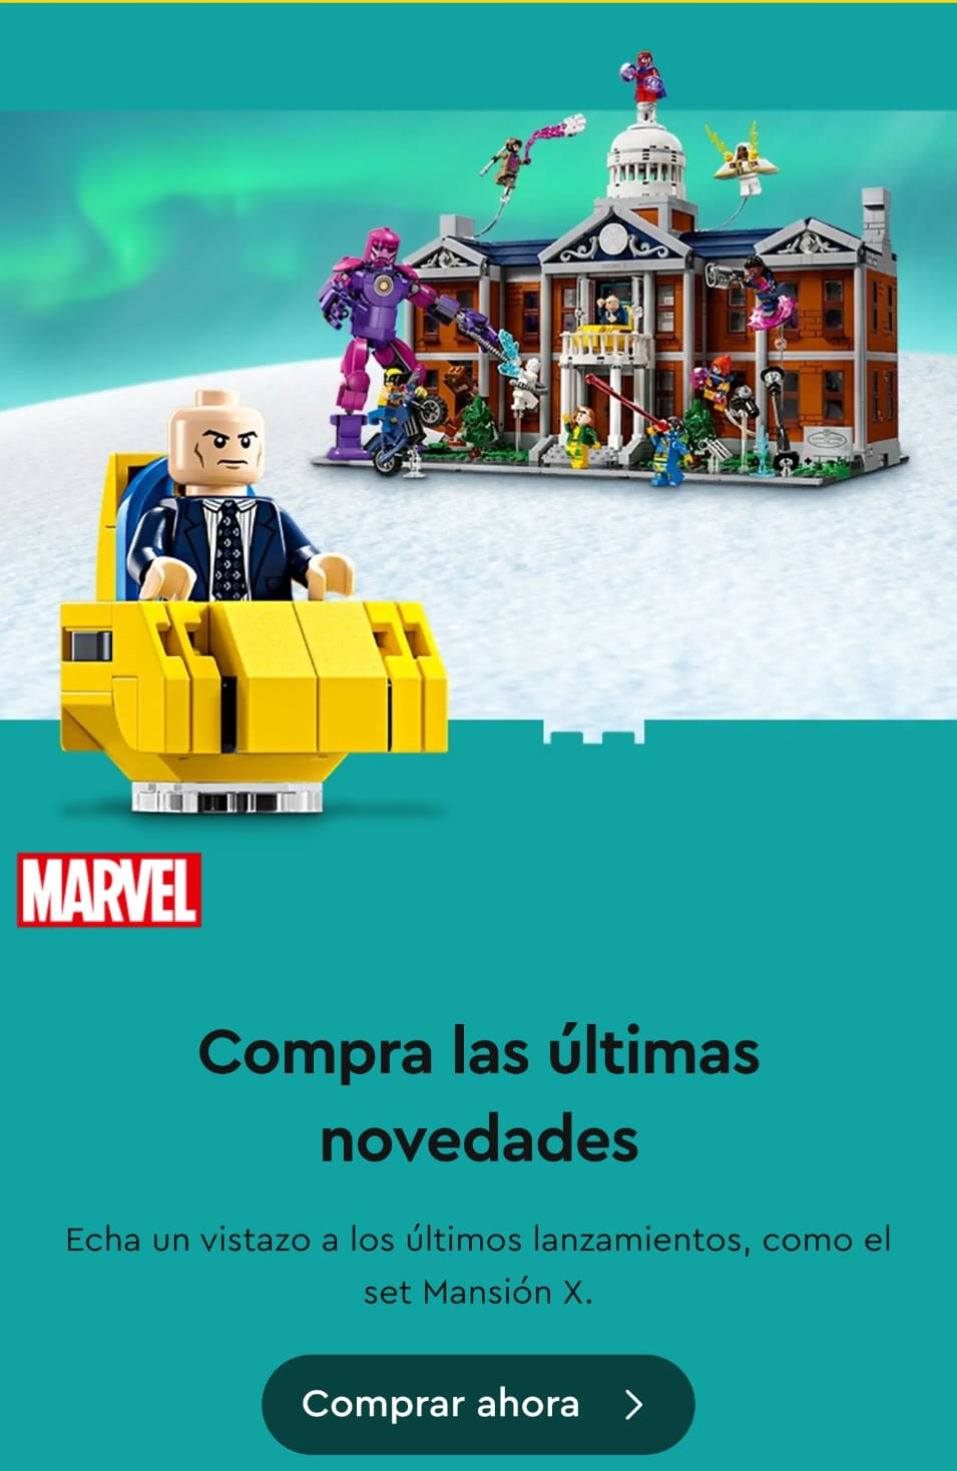 MARVEL
Compra las últimas
novedades
Echa un vistazo a los últimos lanzamientos, como el
set Mansión X.
Comprar ahora